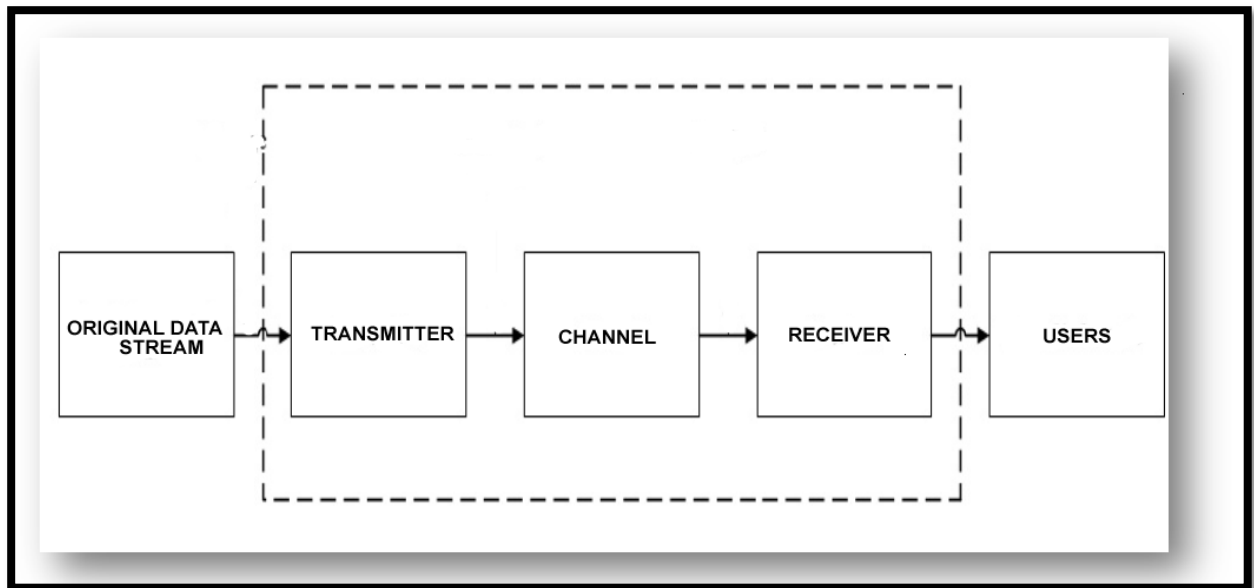 ORIGINAL DATA
STREAM
TRANSMITTER
CHANNEL
RECEIVER
USERS